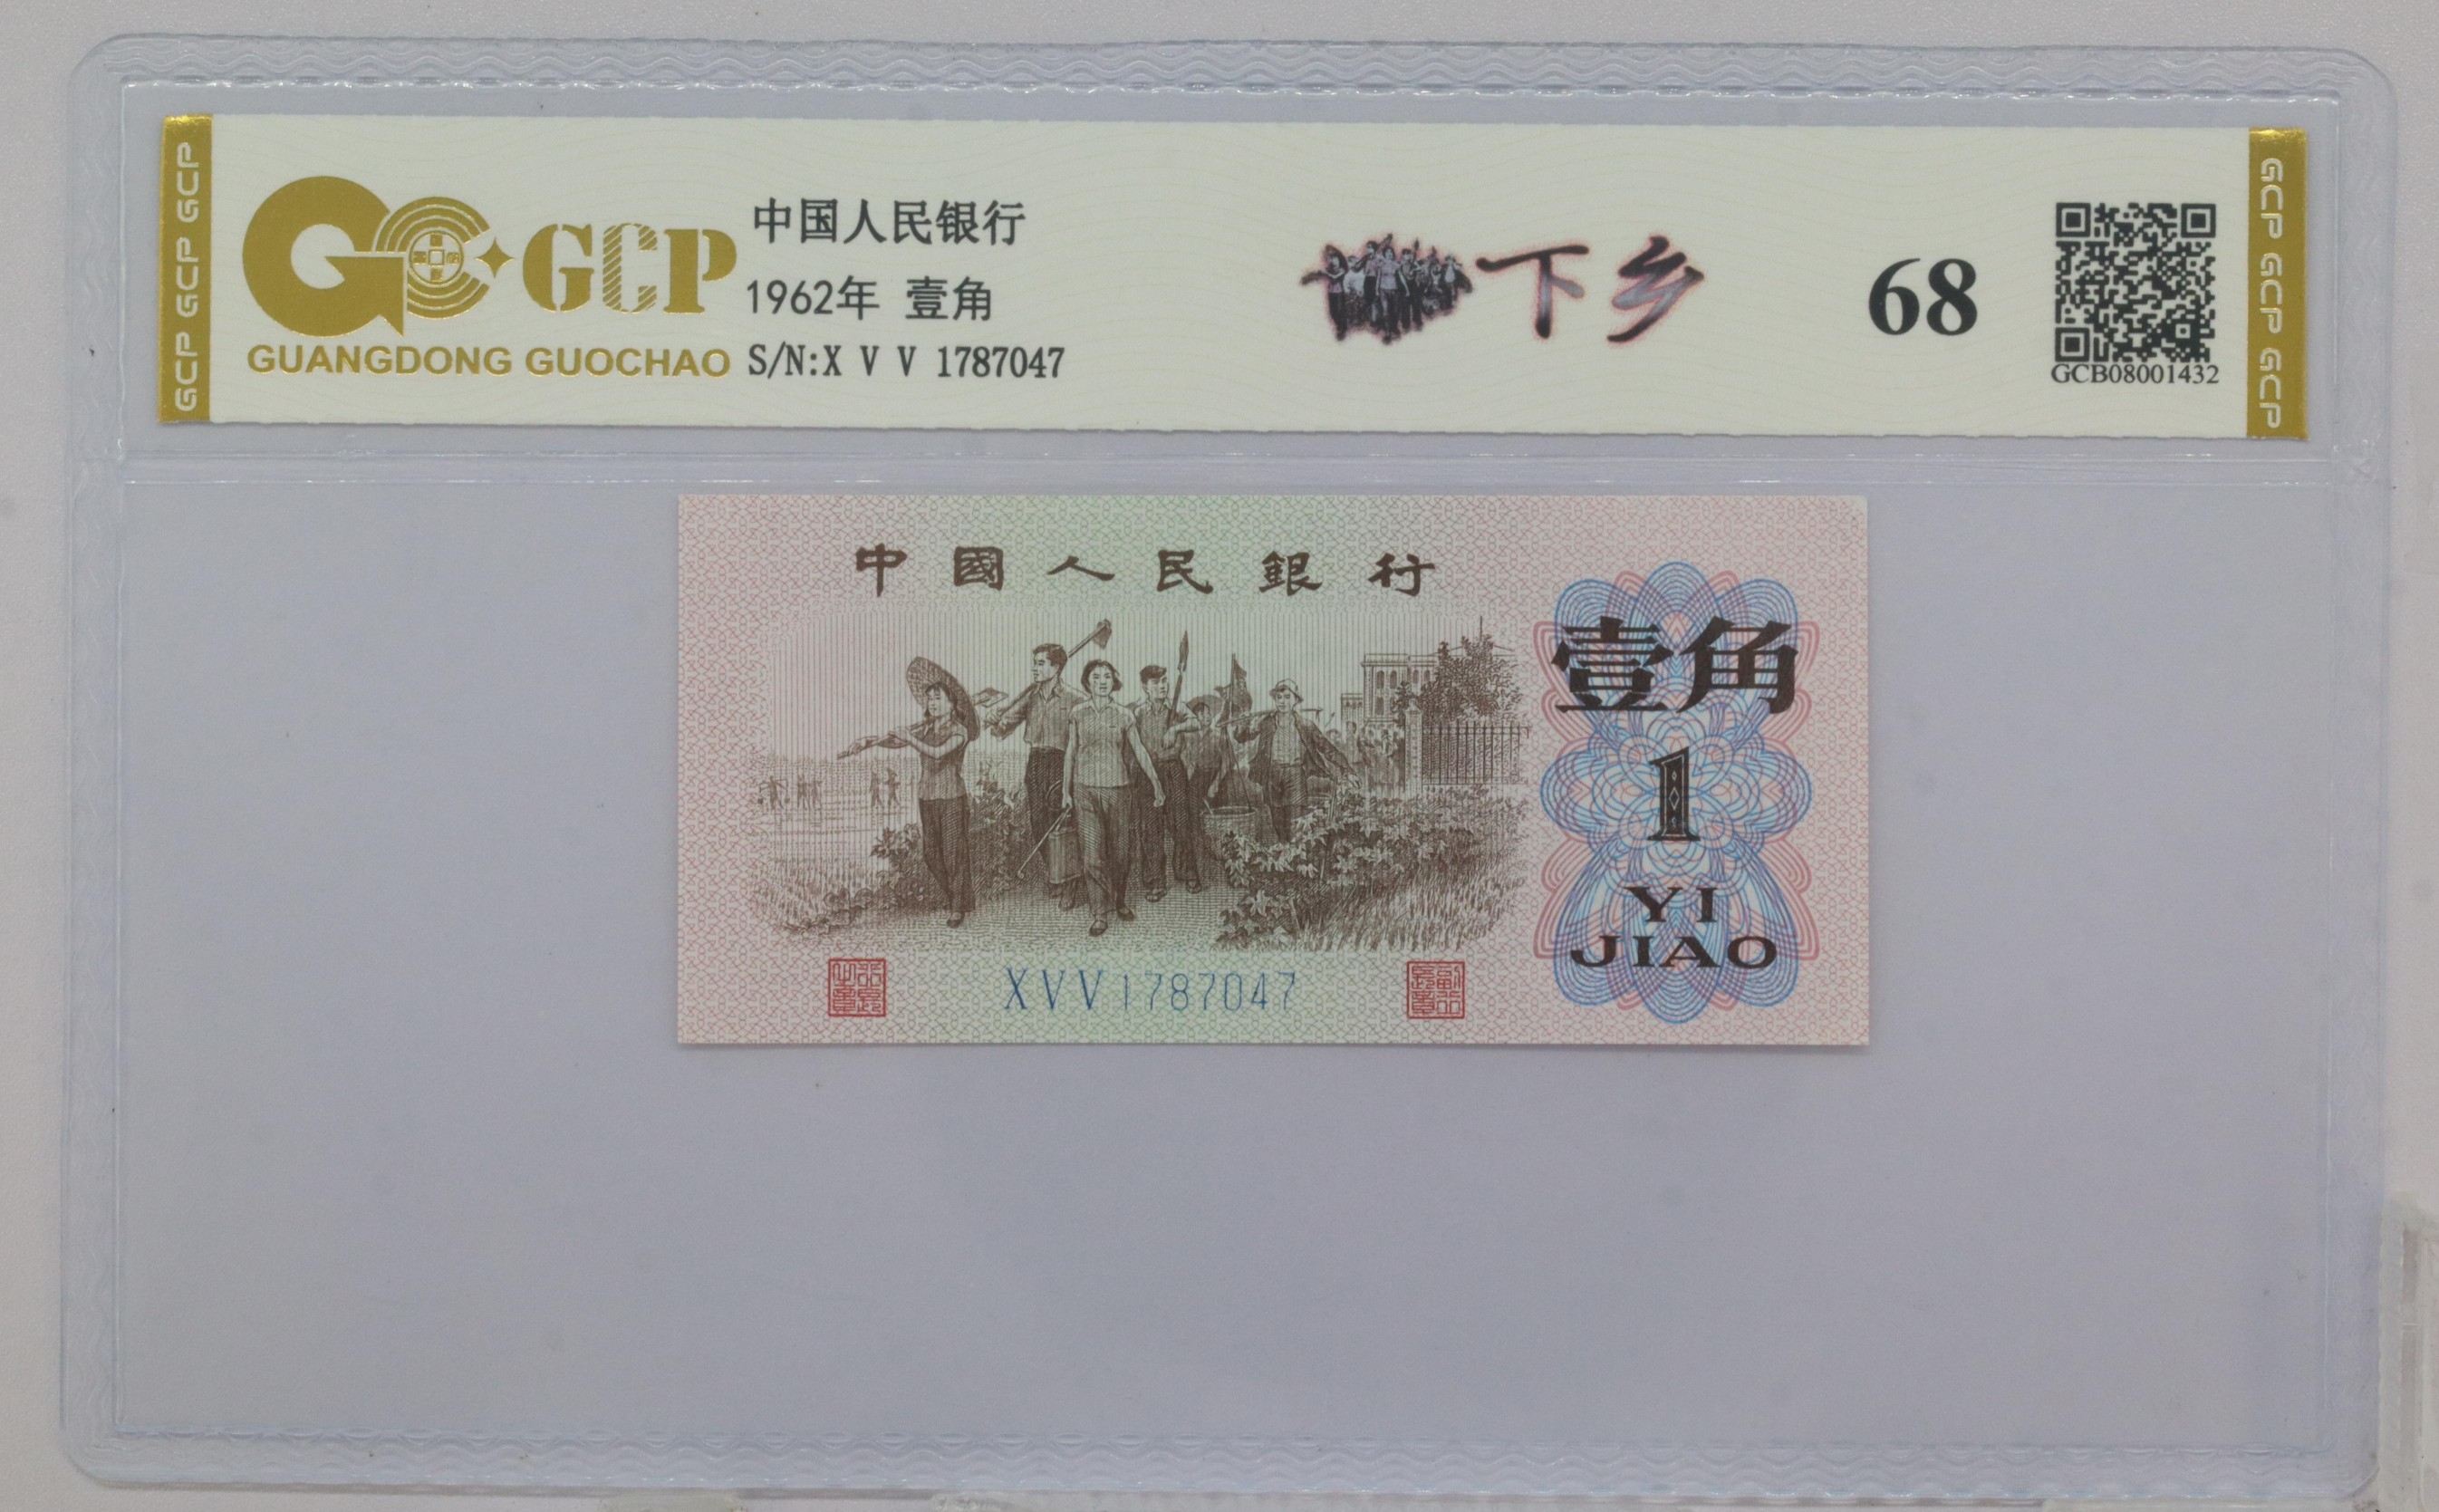 GCP GCP GCP
GCP
GUANGDONG GUOCHAO
中国人民银行
1962年 壹角
S/N:X V V 1787047
下乡
68
GCB08001432
GCP GCP GCP
中國人民銀行
壹角
1
YI
JIAO
XVV1787047